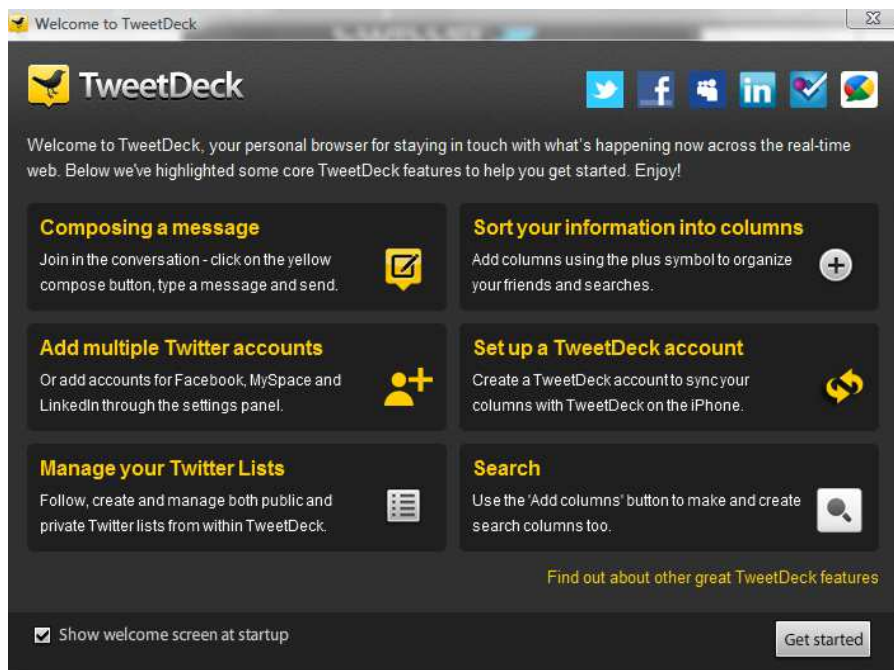 Welcome to TweetDeck
TweetDeck
Welcome to TweetDeck, your personal browser for staying in touch with what's happening now across the real-time
web. Below we've highlighted some core TweetDeck features to help you get started. Enjoy!
Composing a message
Join in the conversation - click on the yellow
compose button, type a message and send.
Sort your information into columns
Add columns using the plus symbol to organize
your friends and searches.
Add multiple Twitter accounts
Or add accounts for Facebook, MySpace and
LinkedIn through the settings panel.
Set up a TweetDeck account
Create a TweetDeck account to sync your
columns with TweetDeck on the iPhone.
Manage your Twitter Lists
Follow, create and manage both public and
private Twitter lists from within TweetDeck.
Search
Use the 'Add columns' button to make and create
search columns too.
Find out about other great TweetDeck features
Show welcome screen at startup
Get started